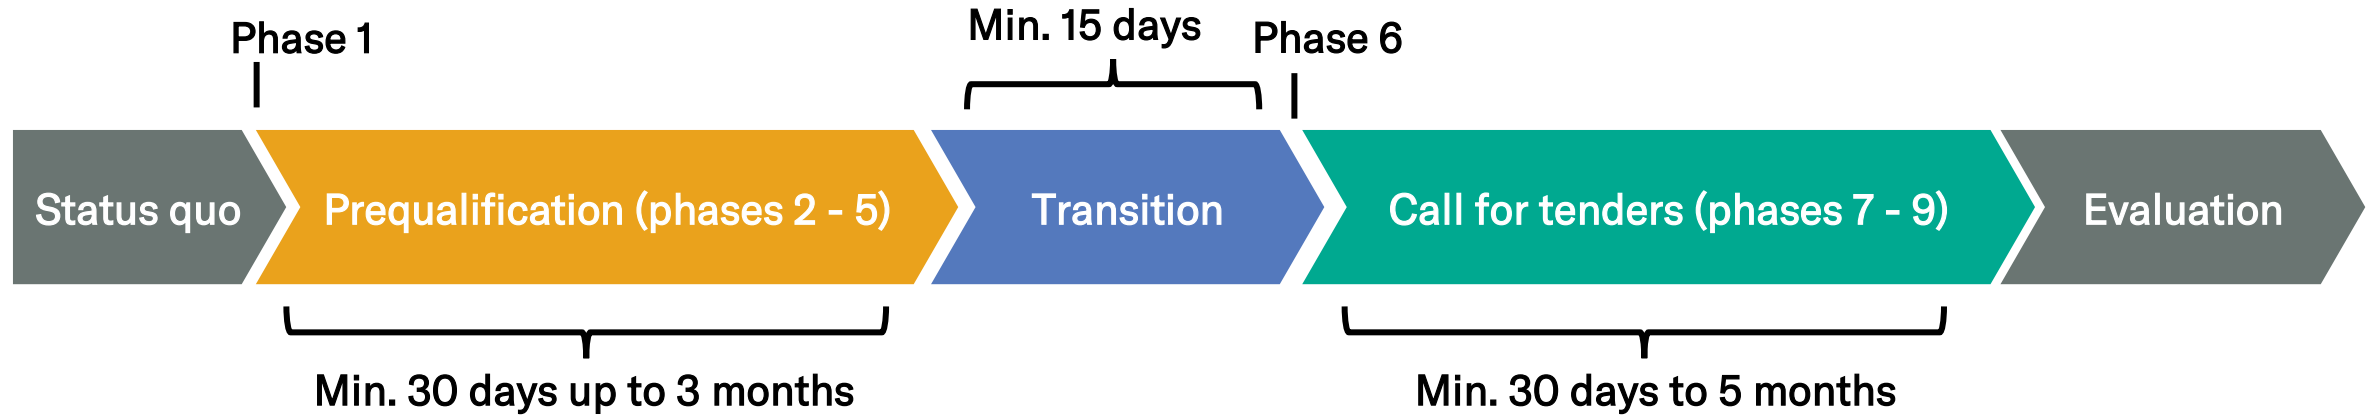 Phase 1
Min. 15 days
Phase 6
Status quo
Prequalification (phases 2 - 5)
Transition
Call for tenders (phases 7 - 9)
Evaluation
Min. 30 days up to 3 months
Min. 30 days to 5 months